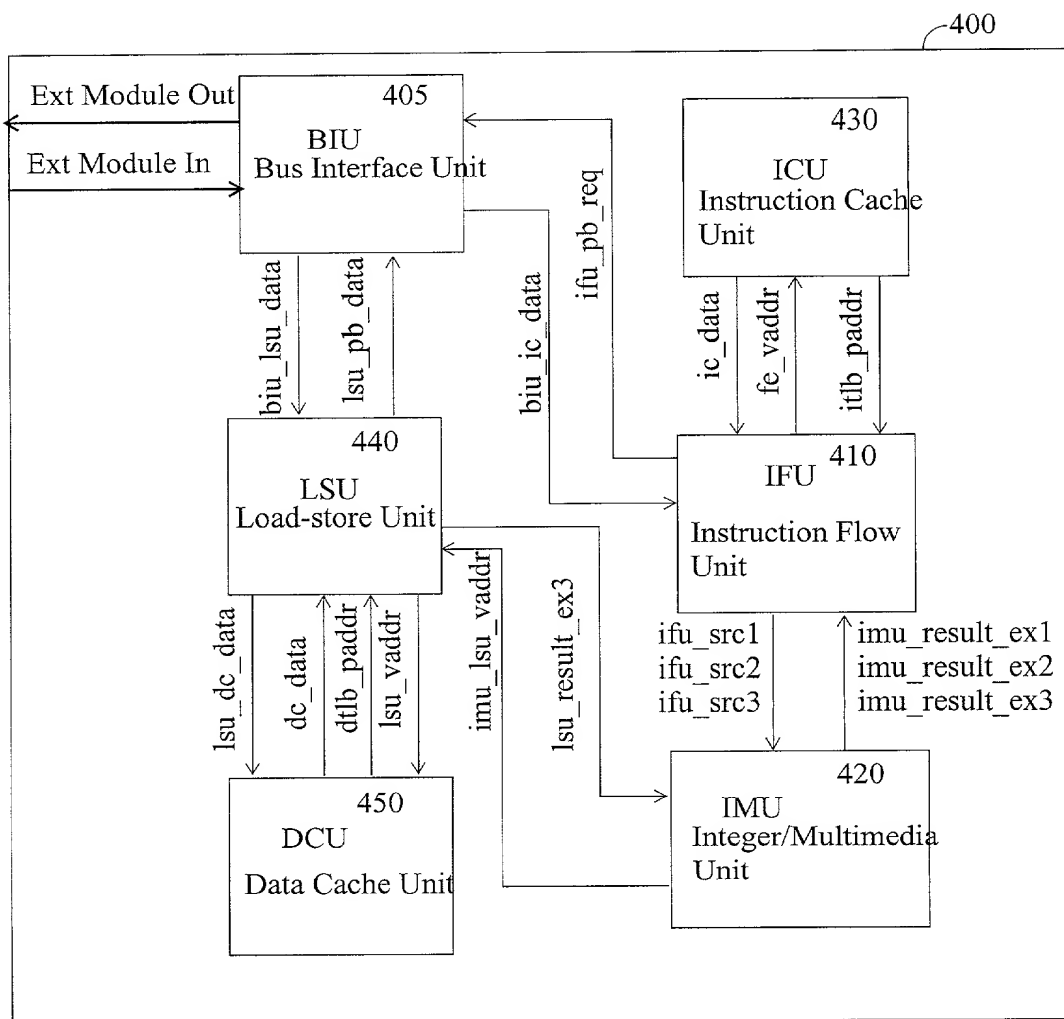 400
Ext Module Out
Ext Module In
405
BIU
Bus Interface Unit
430
ICU
Instruction Cache
Unit
biu_lsu_data
lsu_pb_data
biu_ic_data
ifu_pb_req
ic_data
fe_vaddr
itlb_paddr
440
LSU
Load-store Unit
410
IFU
Instruction Flow
Unit
lsu_dc_data
dc_data
dtlb_paddr
lsu_vaddr
imu_lsu_vaddr
lsu_result_ex3
ifu_src1
ifu_src2
ifu_src3
imu_result_ex1
imu_result_ex2
imu_result_ex3
450
DCU
Data Cache Unit
420
IMU
Integer/Multimedia
Unit